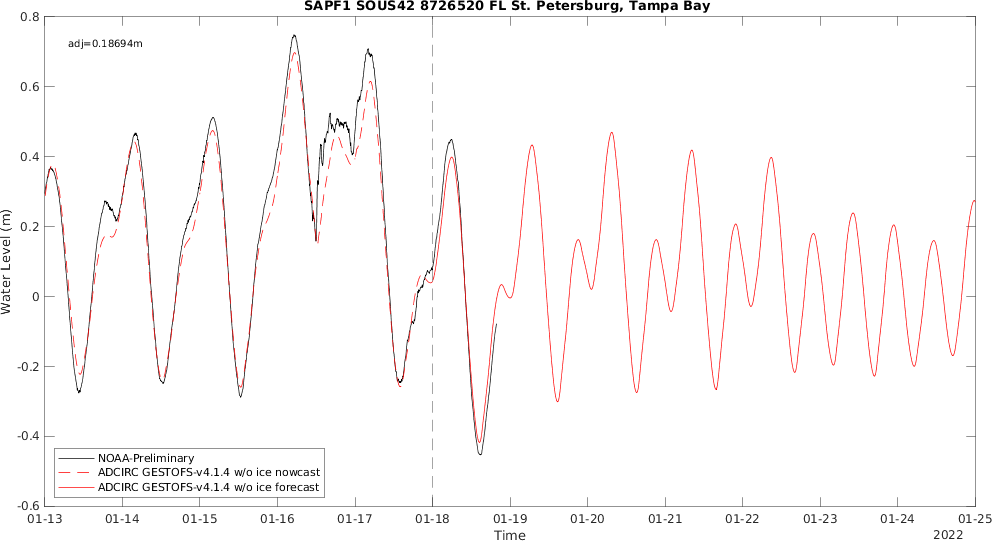 SAPF1 SOUS42 8726520 FL St. Petersburg, Tampa Bay
adj=0.18694m
0.8
0.6
0.4
0.2
0
-0.2
-0.4
-0.6
Water Level (m)
NOAA-Preliminary
ADCIRC GESTOFS-v4.1.4 w/o ice nowcast
ADCIRC GESTOFS-v4.1.4 w/o ice forecast
01-13 01-14 01-15 01-16 01-17 01-18 01-19 01-20 01-21 01-22 01-23 01-24 01-25
Time
2022